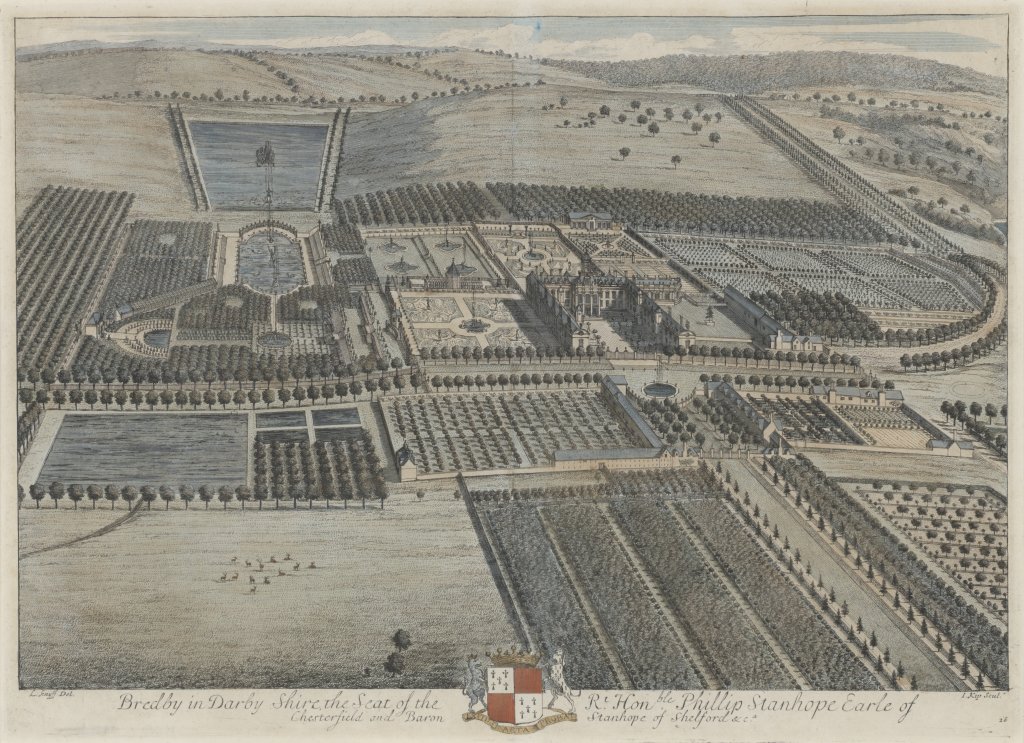 L. Knyff Del.
I. Kip Scul.
Bredby in Darby Shire, the Seat of the Rt. Honble. Phillip Stanhope Earle of
Chesterfield and Baron Stanhope of Shelford &c.a
26